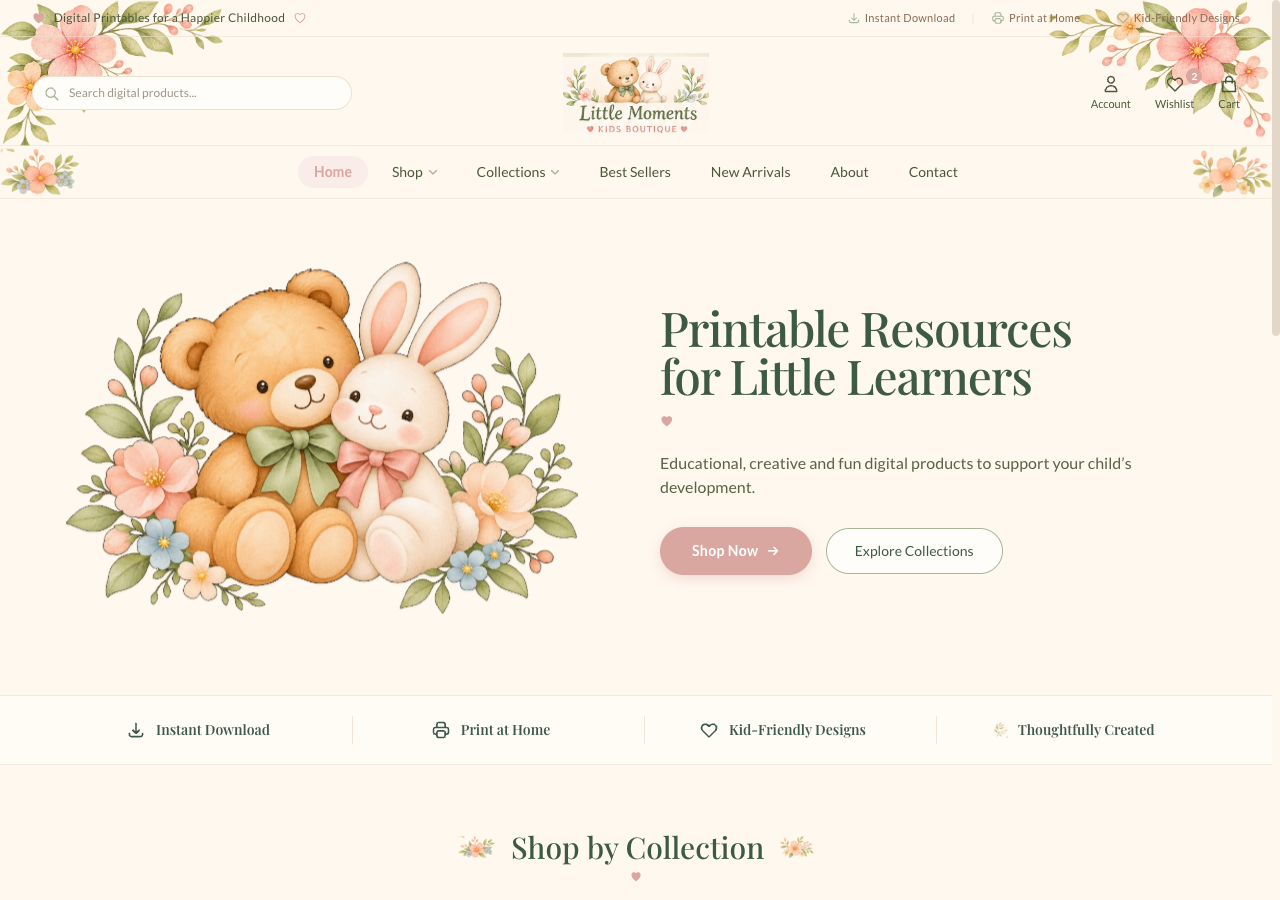 Digital Printables for a Happier Childhood
Instant Download
Print at Home
Kid-Friendly Designs
Search digital products...
Little Moments
KIDS BOUTIQUE
Account
Wishlist
2
Cart
Home
Shop
Collections
Best Sellers
New Arrivals
About
Contact
Printable Resources
for Little Learners
Educational, creative and fun digital products to support your child’s
development.
Shop Now
Explore Collections
Instant Download
Print at Home
Kid-Friendly Designs
Thoughtfully Created
Shop by Collection